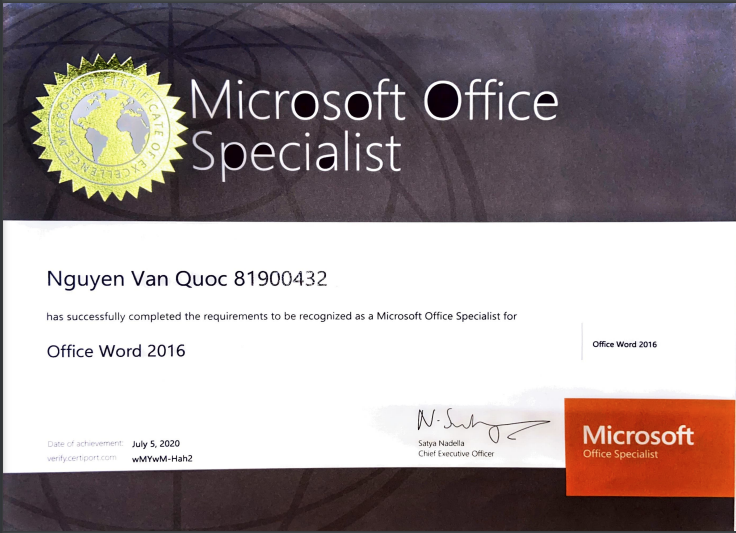 Microsoft Office
Specialist
CERTIFICATE OF EXCELLENCE
Nguyen Van Quoc 81900432
has successfully completed the requirements to be recognized as a Microsoft Office Specialist for
Office Word 2016
Office Word 2016
Date of achievement: July 5, 2020
verify.certiport.com wMYwM-Hah2
Satya Nadella
Chief Executive Officer
Microsoft
Office Specialist